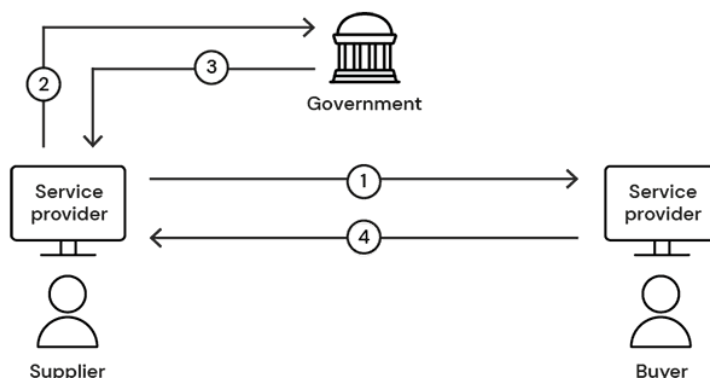 2
3
Government
Service
provider
1
Service
provider
4
Supplier
Buyer